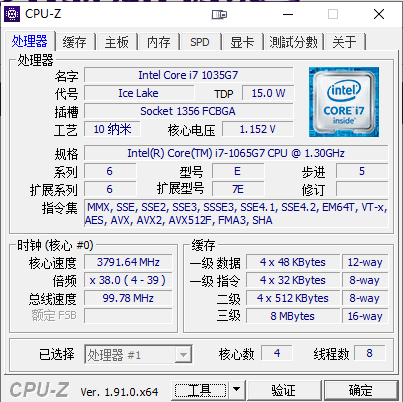 CPU-Z
处理器 缓存 主板 内存 SPD 显卡 測試分數 关于
处理器
名字 Intel Core i7 1035G7
代号 Ice Lake TDP 15.0 W
插槽 Socket 1356 FCBGA
工艺 10 纳米 核心电压 1.152 V
intel
CORE i7
inside™
规格 Intel(R) Core(TM) i7-1065G7 CPU @ 1.30GHz
系列 6 型号 E 步进 5
扩展系列 6 扩展型号 7E 修订
指令集 MMX, SSE, SSE2, SSE3, SSSE3, SSE4.1, SSE4.2, EM64T, VT-x,
AES, AVX, AVX2, AVX512F, FMA3, SHA
时钟 (核心 #0)
核心速度 3791.64 MHz
倍频 x 38.0 ( 4 - 39 )
总线速度 99.78 MHz
额定 FSB
缓存
一级 数据 4 x 48 KBytes 12-way
一级 指令 4 x 32 KBytes 8-way
二级 4 x 512 KBytes 8-way
三级 8 MBytes 16-way
已选择 处理器 #1 核心数 4 线程数 8
CPU-Z Ver. 1.91.0.x64 工具 验证 确定